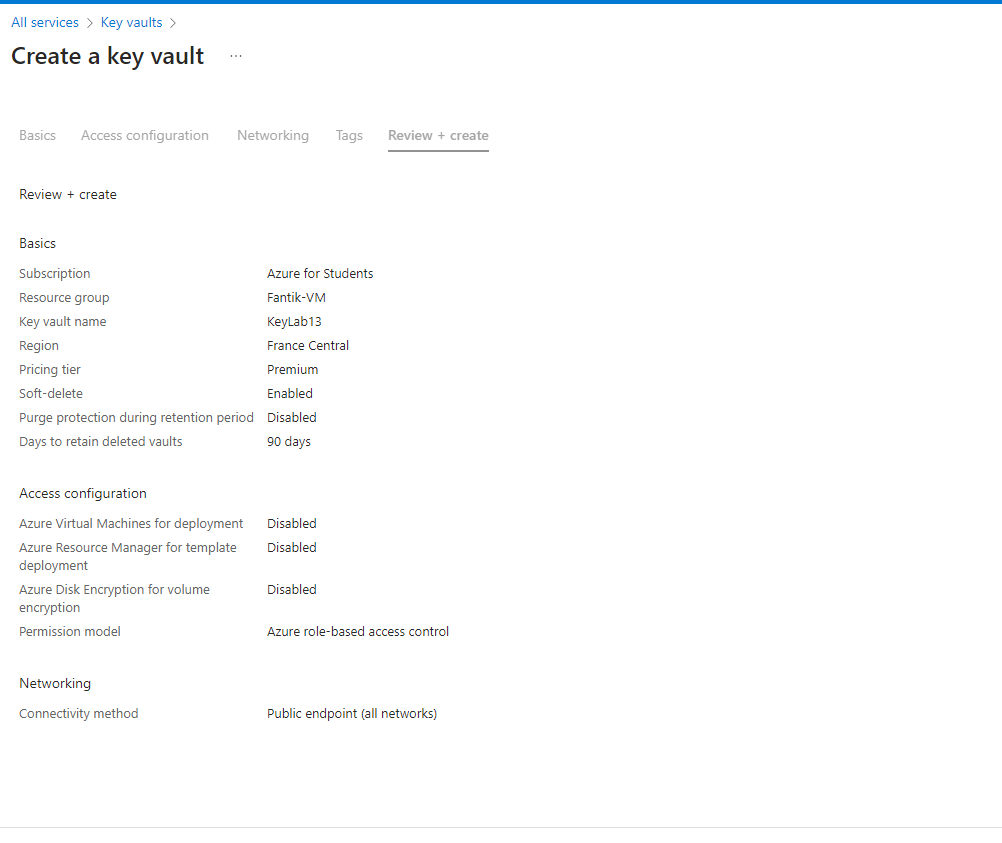 All services > Key vaults >
Create a key vault ...
Basics Access configuration Networking Tags Review + create
Review + create
Basics
Subscription Azure for Students
Resource group Fantik-VM
Key vault name KeyLab13
Region France Central
Pricing tier Premium
Soft-delete Enabled
Purge protection during retention period Disabled
Days to retain deleted vaults 90 days
Access configuration
Azure Virtual Machines for deployment Disabled
Azure Resource Manager for template Disabled
deployment
Azure Disk Encryption for volume Disabled
encryption
Permission model Azure role-based access control
Networking
Connectivity method Public endpoint (all networks)